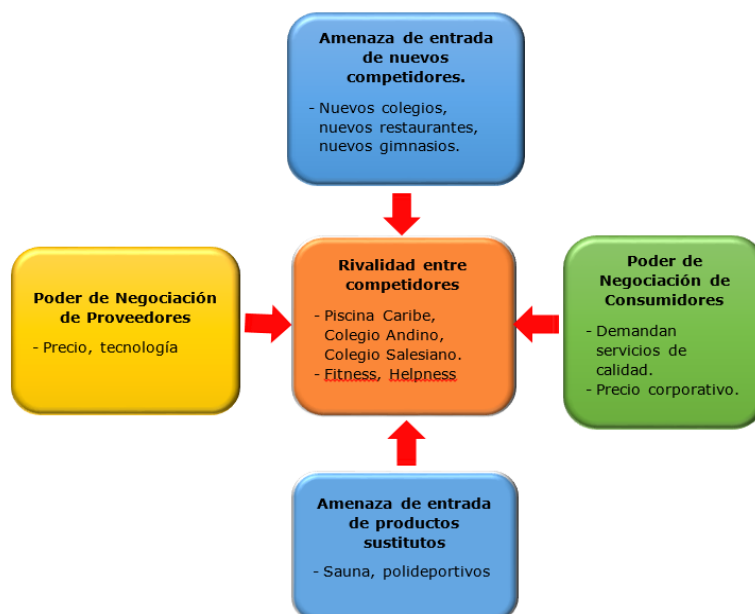 Amenaza de entrada
de nuevos
competidores.
- Nuevos colegios,
nuevos restaurantes,
nuevos gimnasios.
Poder de Negociación
de Proveedores
- Precio, tecnología
Rivalidad entre
competidores
- Piscina Caribe,
Colegio Andino,
Colegio Salesiano.
- Fitness, Helpness
Poder de
Negociación de
Consumidores
- Demandan
servicios de
calidad.
- Precio corporativo.
Amenaza de entrada
de productos
sustitutos
- Sauna, polideportivos